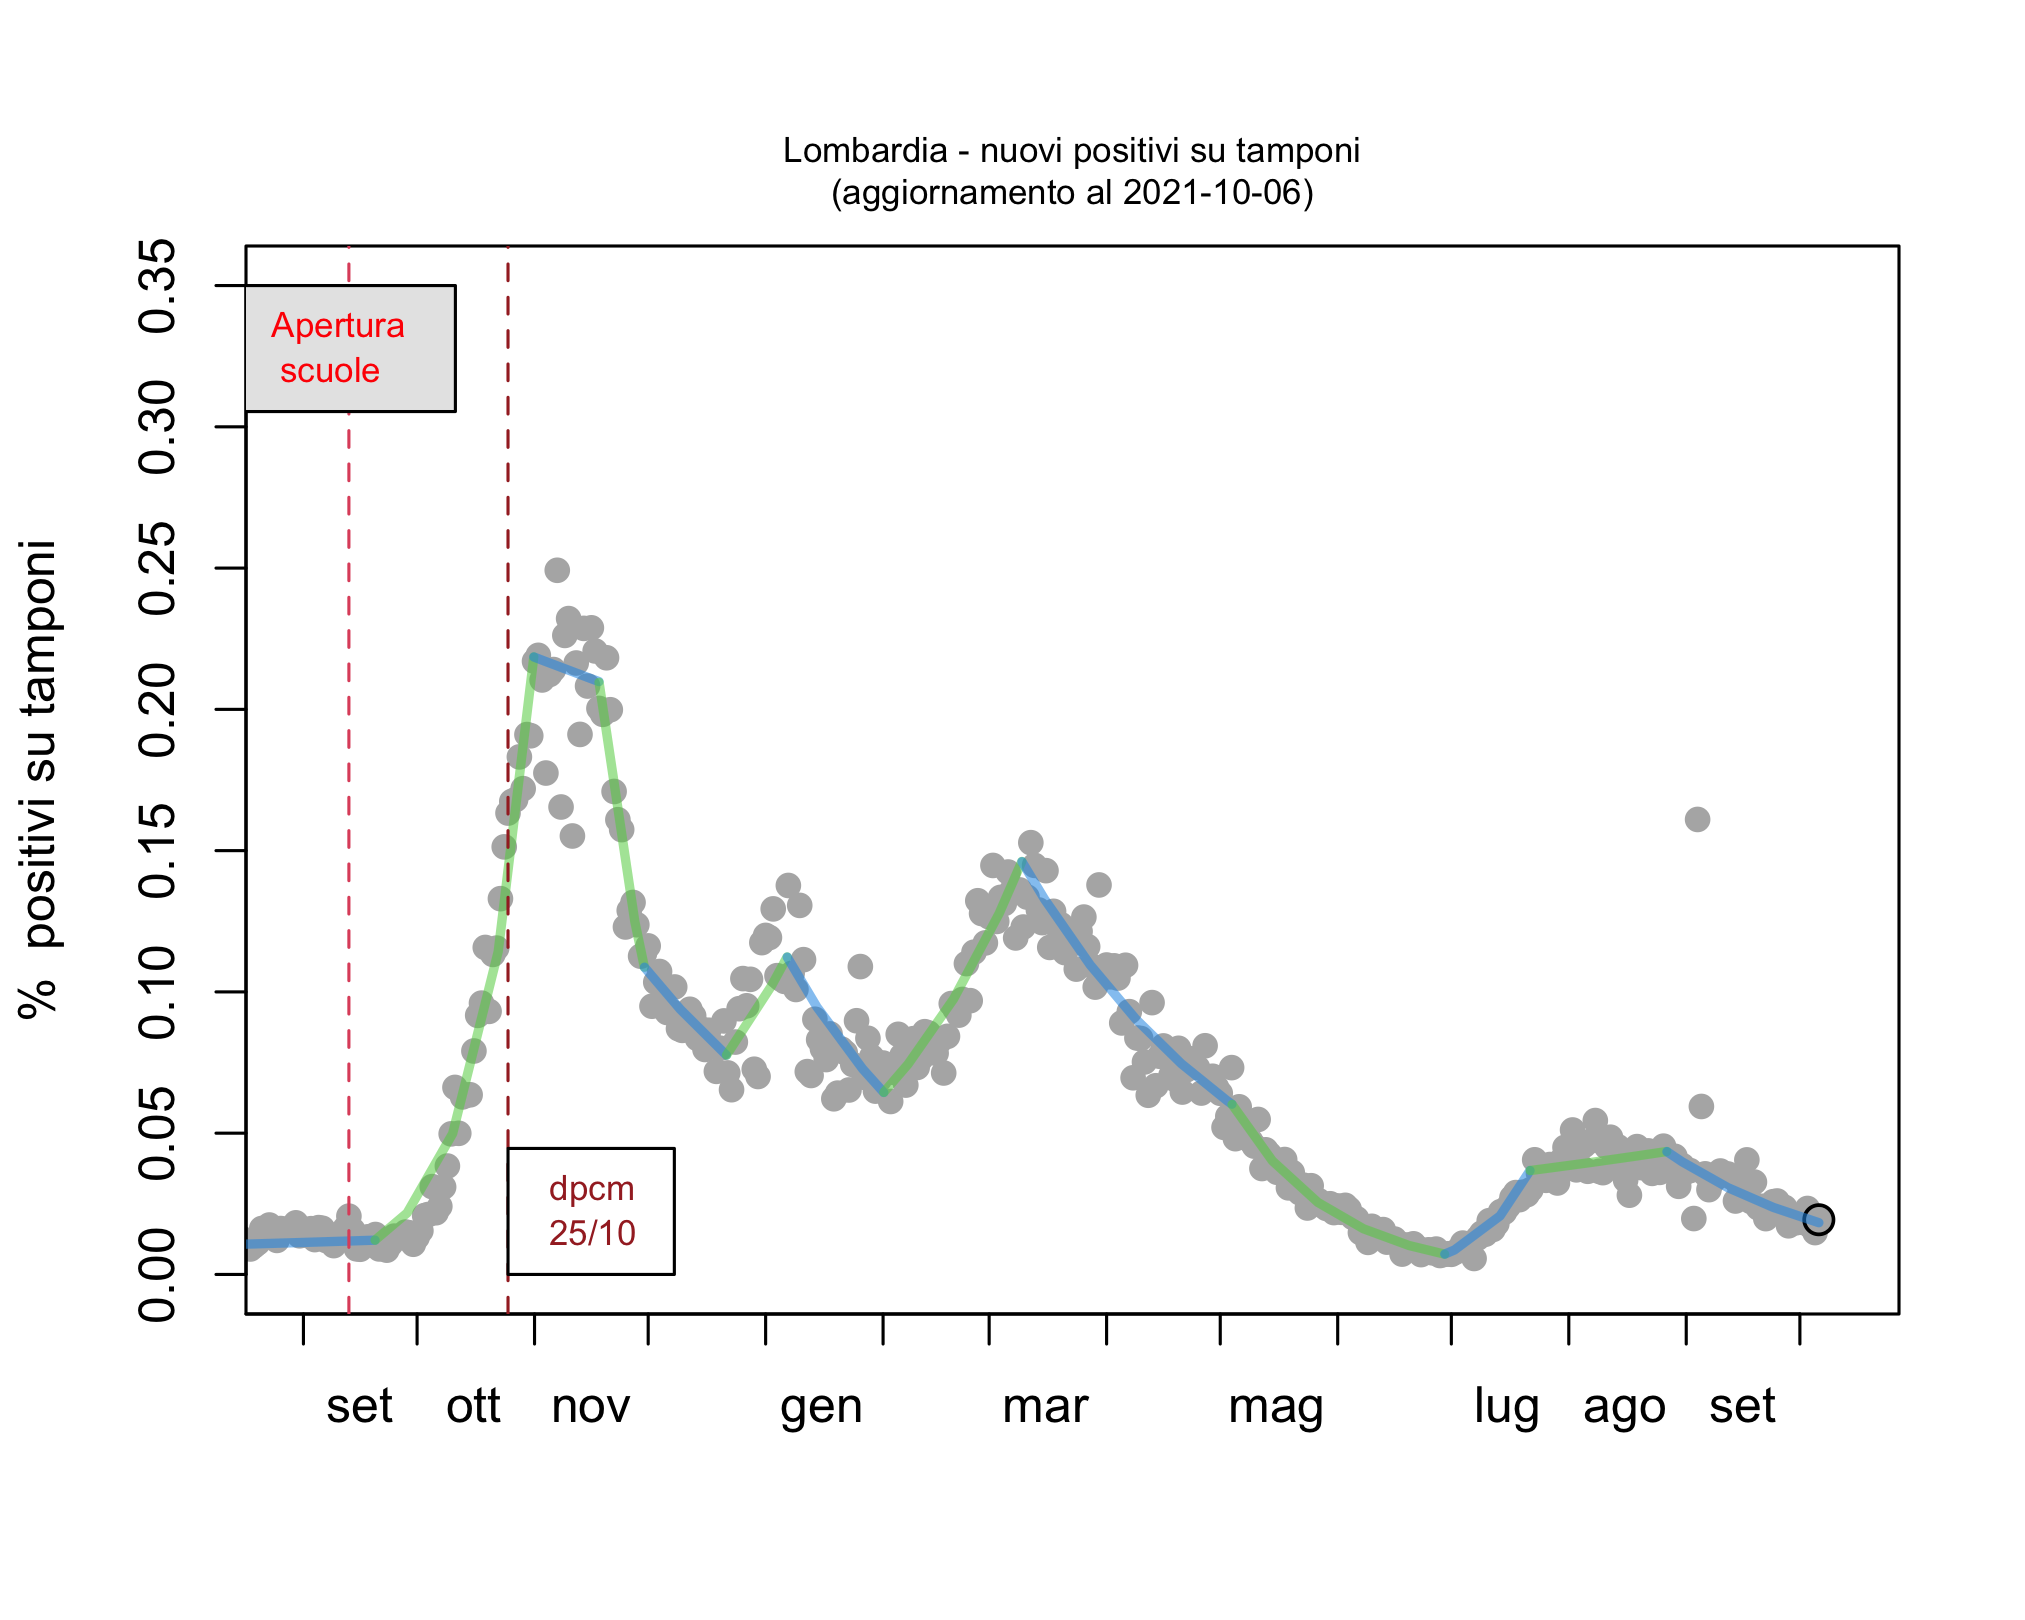 Lombardia - nuovi positivi su tamponi
(aggiornamento al 2021-10-06)
% positivi su tamponi
0.35
0.30
0.25
0.20
0.15
0.10
0.05
0.00
Apertura
scuole
dpcm
25/10
set ott nov gen mar mag lug ago set